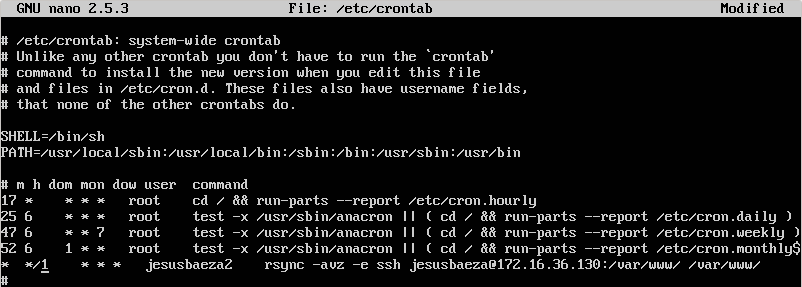 GNU nano 2.5.3 File: /etc/crontab Modified
# /etc/crontab: system-wide crontab
# Unlike any other crontab you don't have to run the `crontab'
# command to install the new version when you edit this file
# and files in /etc/cron.d. These files also have username fields,
# that none of the other crontabs do.
SHELL=/bin/sh
PATH=/usr/local/sbin:/usr/local/bin:/sbin:/bin:/usr/sbin:/usr/bin
# m h dom mon dow user  command
17 *    * * *   root    cd / && run-parts --report /etc/cron.hourly
25 6    * * *   root    test -x /usr/sbin/anacron || ( cd / && run-parts --report /etc/cron.daily )
47 6    * * 7   root    test -x /usr/sbin/anacron || ( cd / && run-parts --report /etc/cron.weekly )
52 6    1 * *   root    test -x /usr/sbin/anacron || ( cd / && run-parts --report /etc/cron.monthly$
*  */1    * * *   jesusbaeza2    rsync -avz -e ssh jesusbaeza@172.16.36.130:/var/www/ /var/www/
#